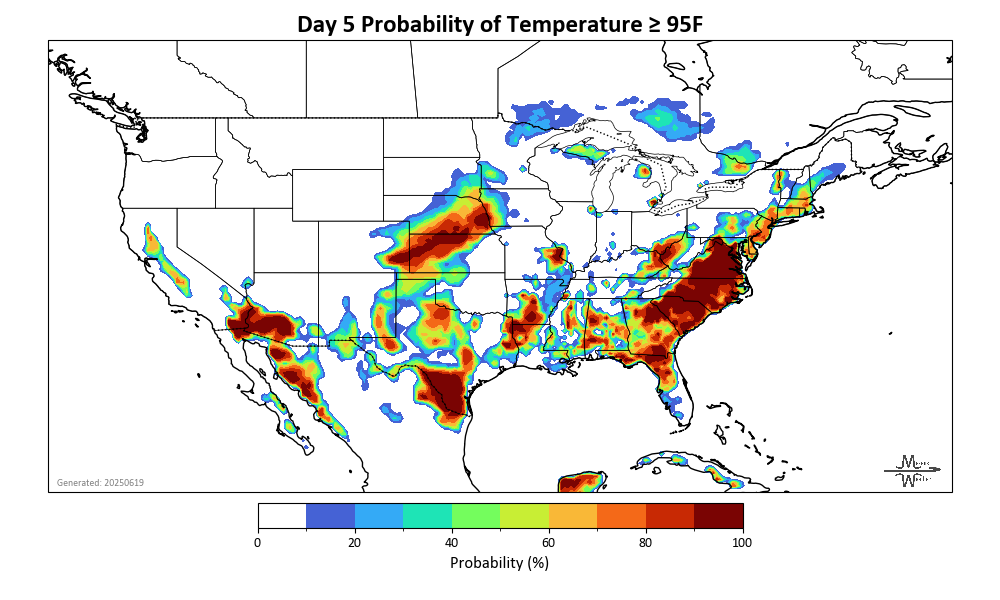 Day 5 Probability of Temperature ≥ 95F
Generated: 20250619
0 20 40 60 80 100
Probability (%)